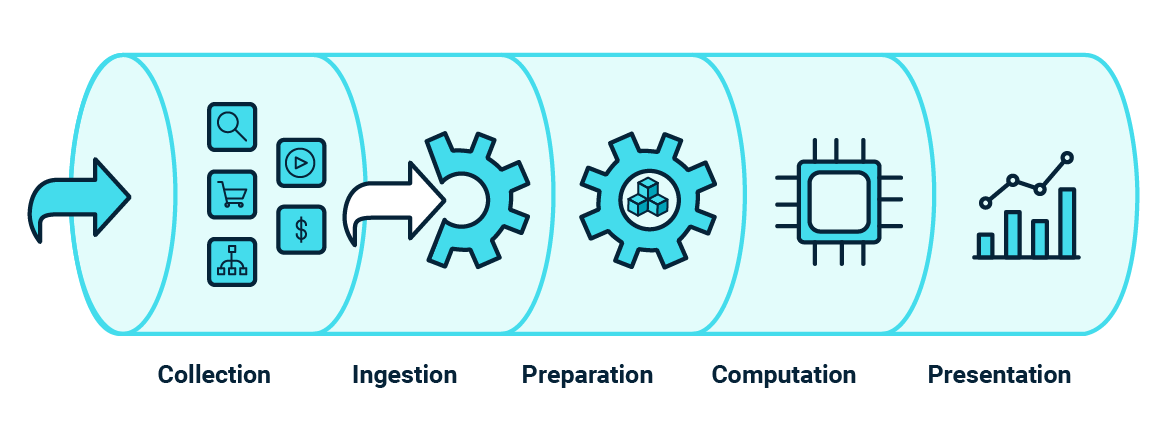 $
Collection
Ingestion
Preparation
Computation
Presentation